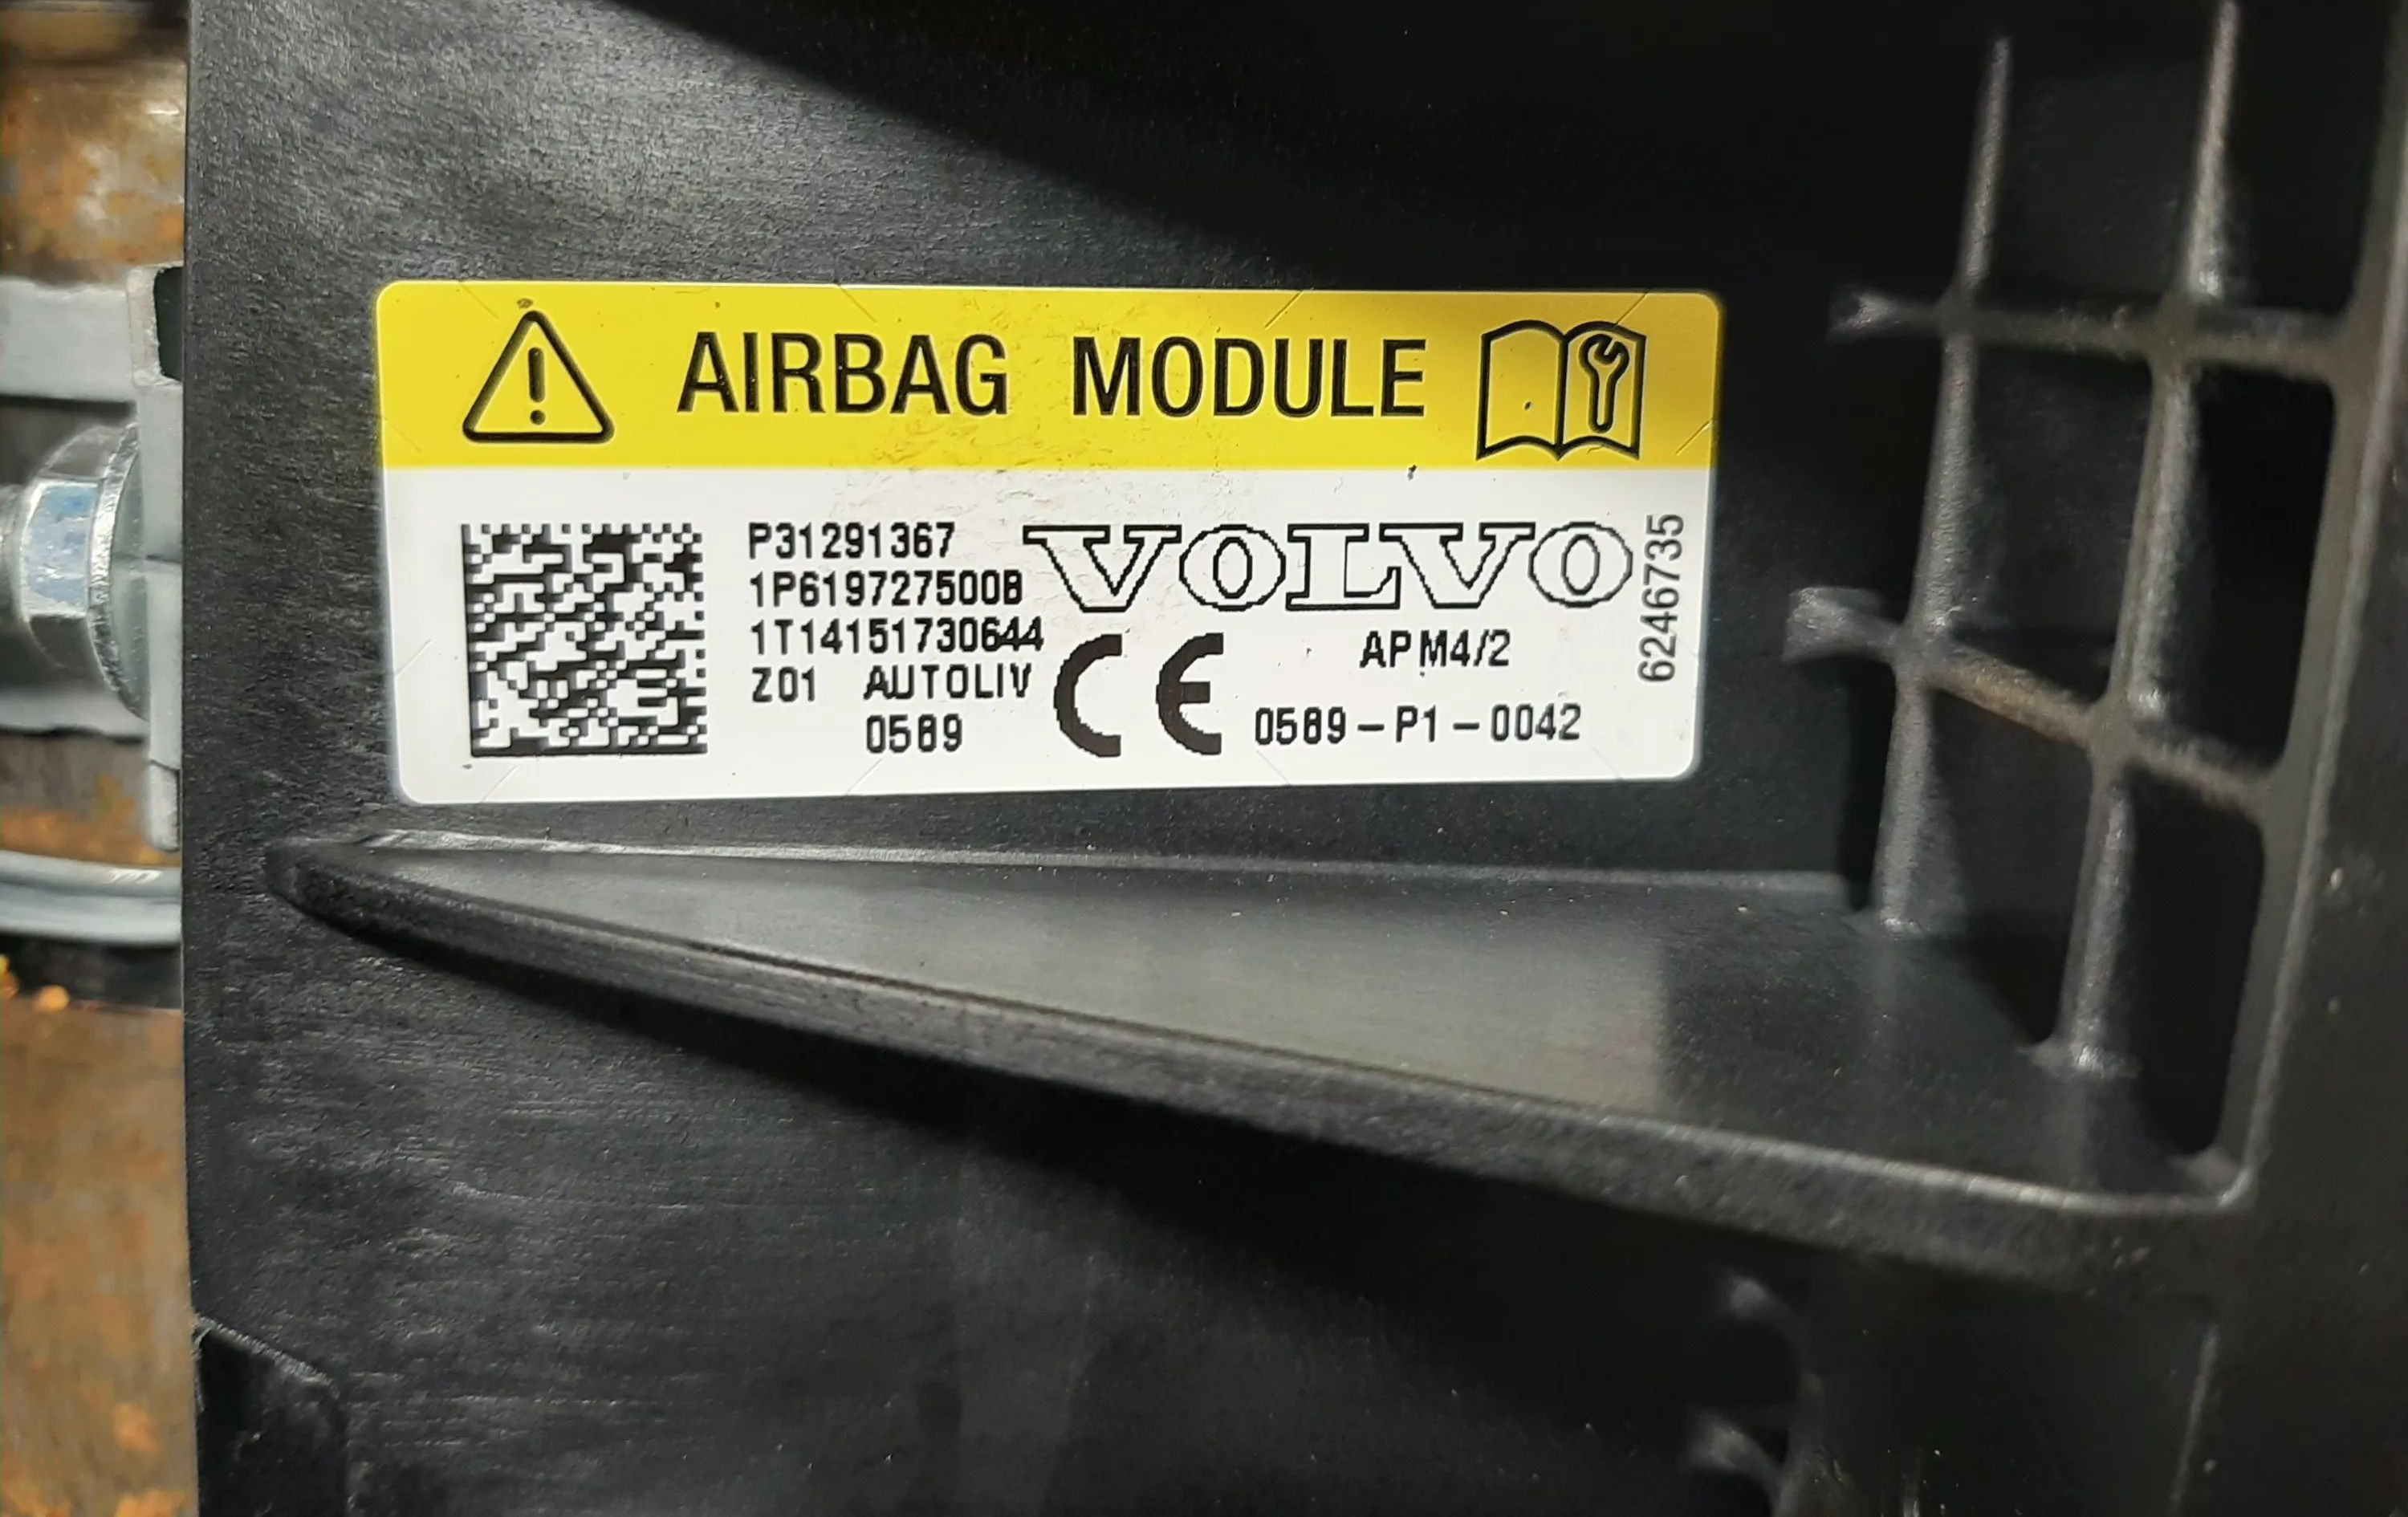 AIRBAG MODULE
P31291367
1P619727500B
1T14151730644
Z01 AUTOLIV
0589
VOLVO
CE
APM4/2
0589-P1-0042
6246735